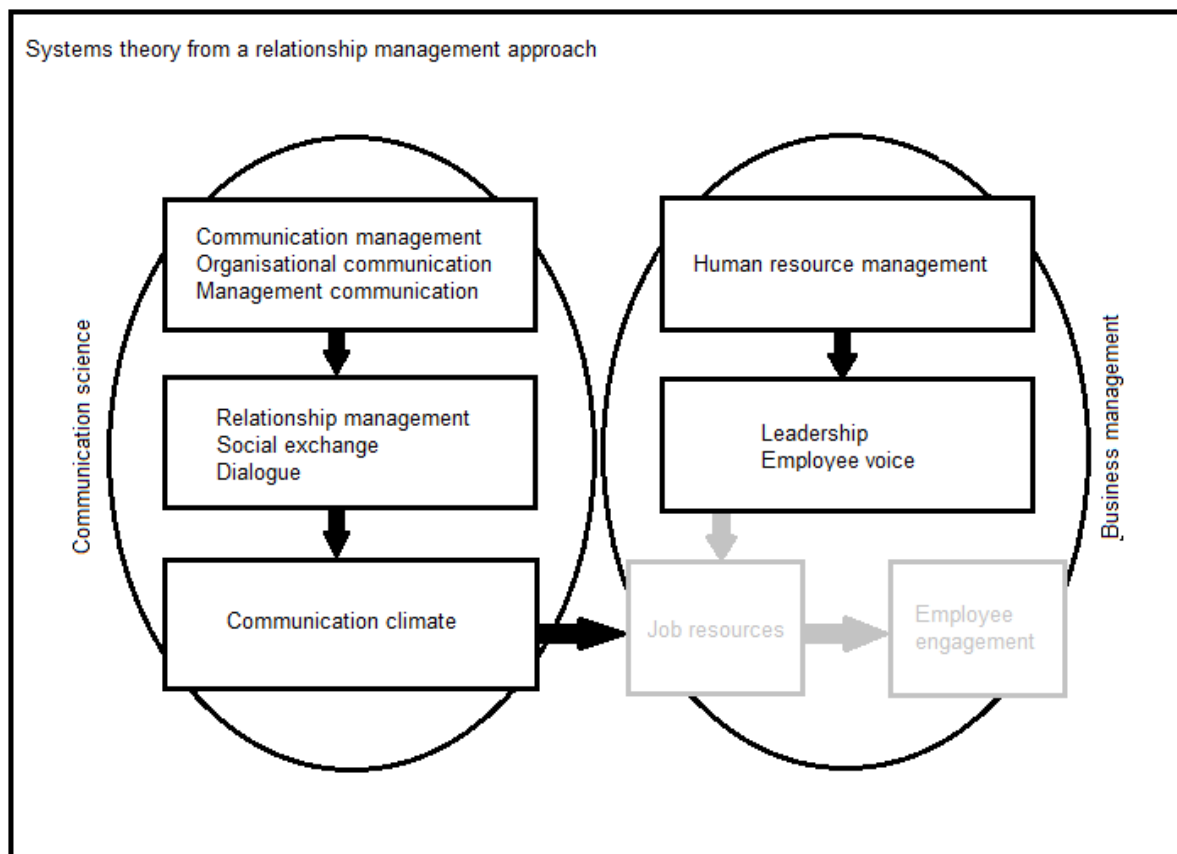 Systems theory from a relationship management approach
Communication science
Communication management
Organisational communication
Management communication
Relationship management
Social exchange
Dialogue
Communication climate
Human resource management
Leadership
Employee voice
Job resources
Employee
engagement
Business management